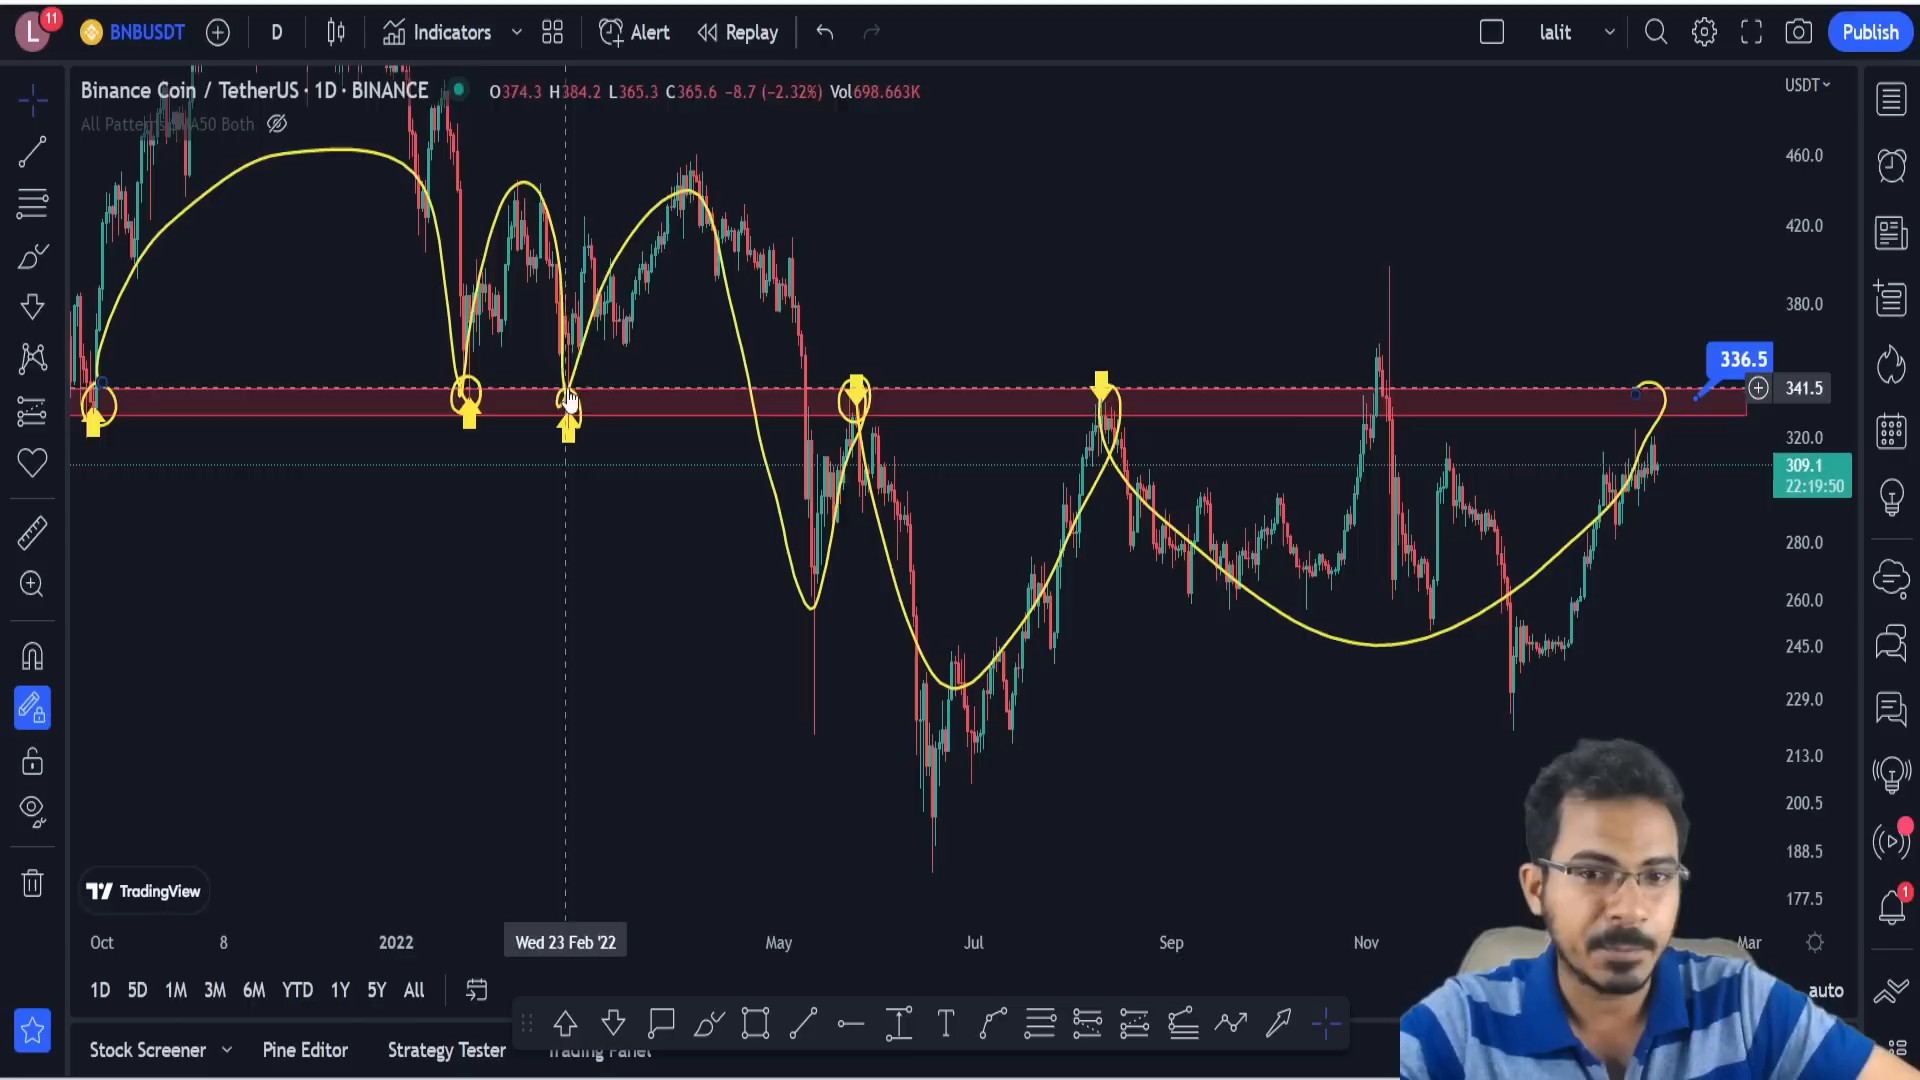 L
11
BNBUSDT
D
Indicators
Alert
Replay
lalit
Publish
Binance Coin / TetherUS · 1D · BINANCE
O374.3 H384.2 L365.3 C365.6 −8.7 (−2.32%) Vol698.663K
USDT
460.0
420.0
380.0
336.5
341.5
320.0
309.1
22:19:50
280.0
260.0
245.0
229.0
213.0
200.5
188.5
177.5
TradingView
Oct
8
2022
Wed 23 Feb '22
May
Jul
Sep
Nov
Mar
1D
5D
1M
3M
6M
YTD
1Y
5Y
All
auto
T
1
Stock Screener
Pine Editor
Strategy Tester
Trading Panel